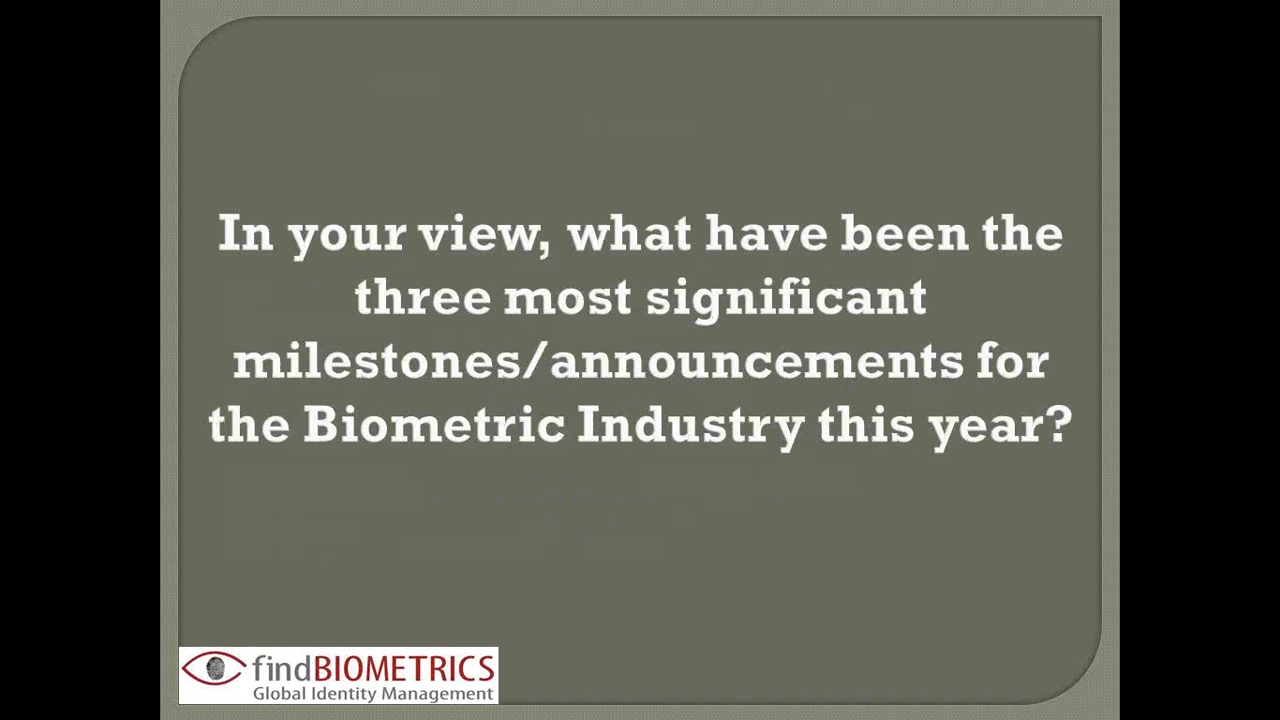 In your view, what have been the
three most significant
milestones/announcements for
the Biometric Industry this year?
findBIOMETRICS
Global Identity Management